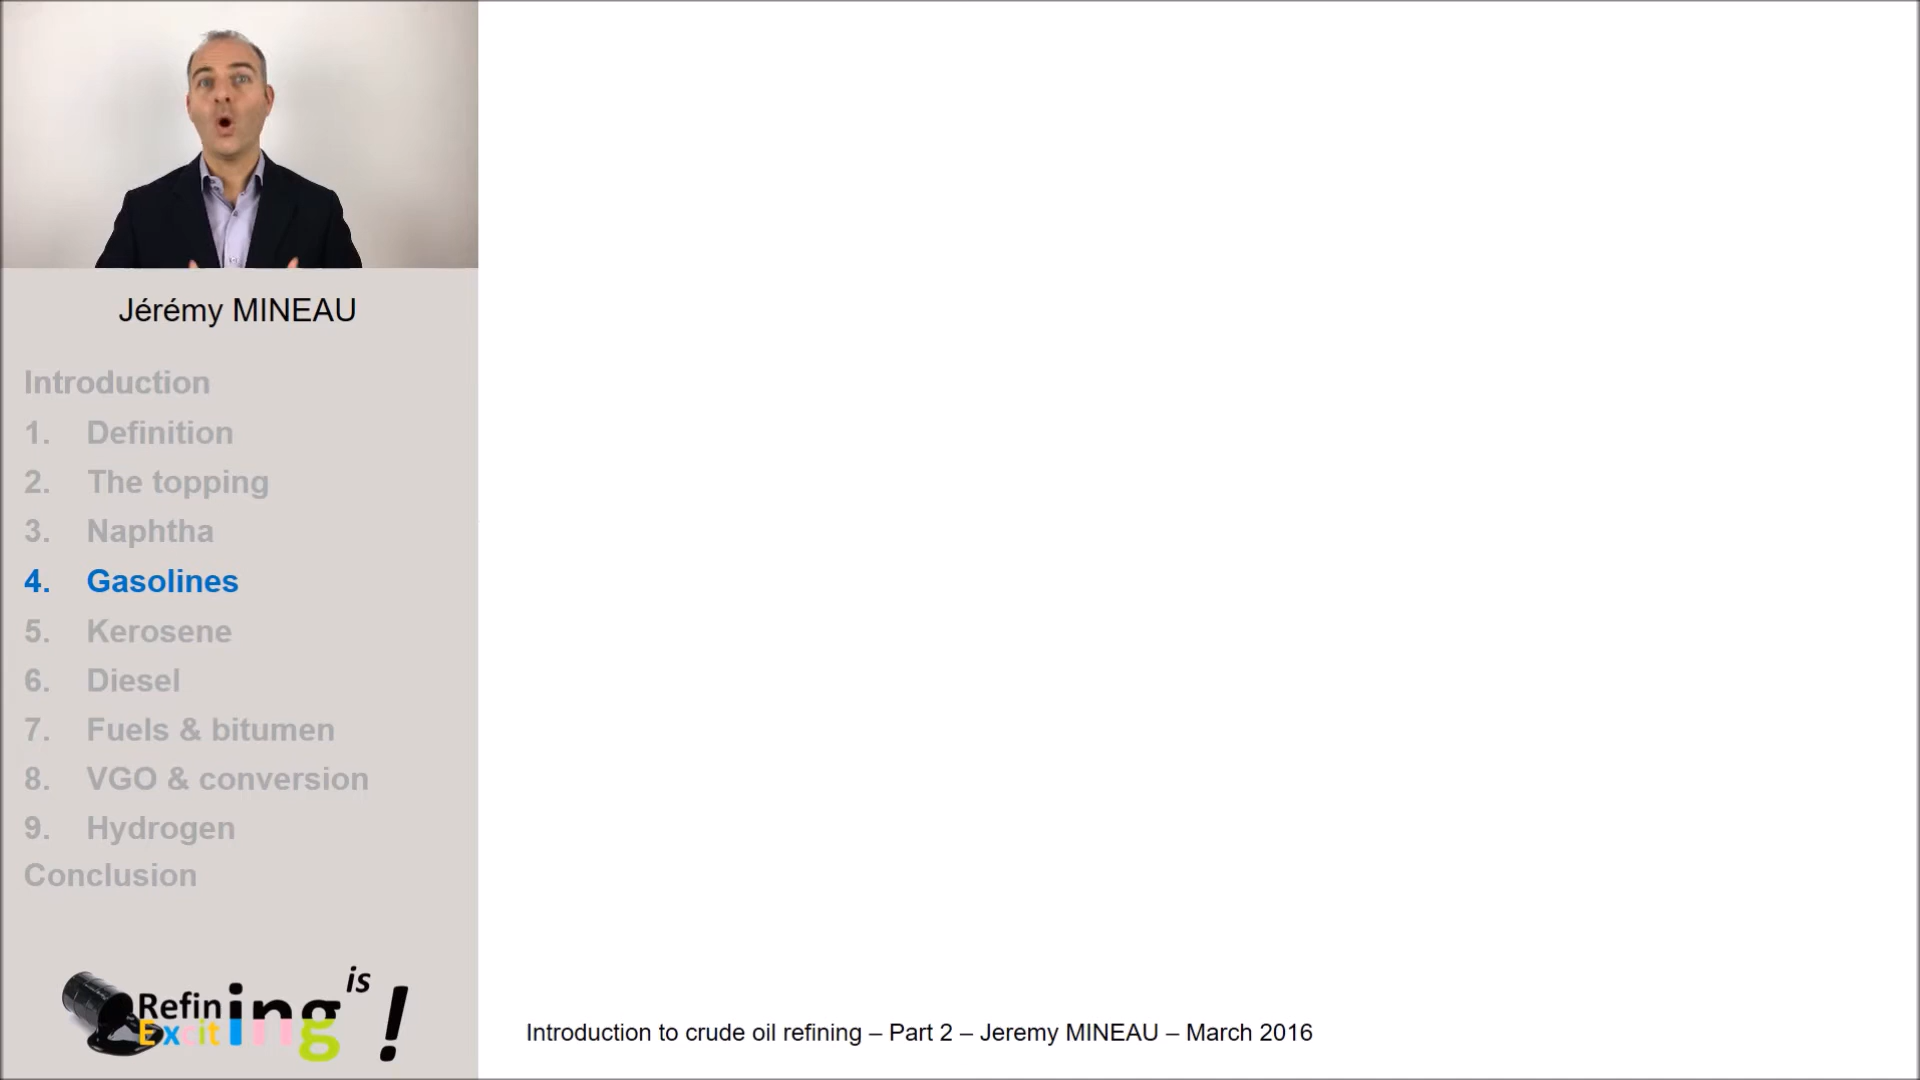 Jérémy MINEAU
Introduction
1. Definition
2. The topping
3. Naphtha
4. Gasolines
5. Kerosene
6. Diesel
7. Fuels & bitumen
8. VGO & conversion
9. Hydrogen
Conclusion
Refining is Exciting !
Introduction to crude oil refining – Part 2 – Jeremy MINEAU – March 2016